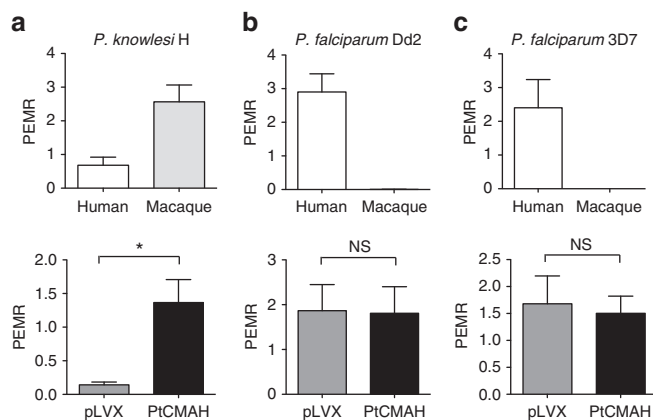 a
P. knowlesi H
PEMR
4
3
2
1
0
Human Macaque
b
P. falciparum Dd2
PEMR
4
3
2
1
0
Human Macaque
c
P. falciparum 3D7
PEMR
4
3
2
1
0
Human Macaque
PEMR
2.0
1.5
1.0
0.5
0.0
*
pLVX PtCMAH
PEMR
3
2
1
0
NS
pLVX PtCMAH
PEMR
2.5
2.0
1.5
1.0
0.5
0.0
NS
pLVX PtCMAH